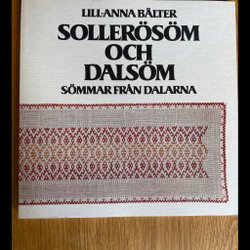 LILL-ANNA BÄLTER
SOLLERÖSÖM
OCH
DALSÖM
SÖMMAR FRÅN DALARNA